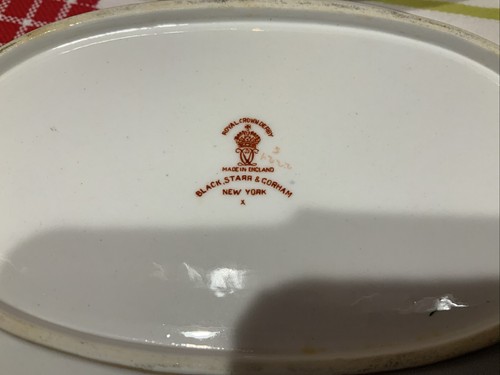 ROYAL CROWN DERBY
MADE IN ENGLAND
BLACK, STARR & GORHAM
NEW YORK
X